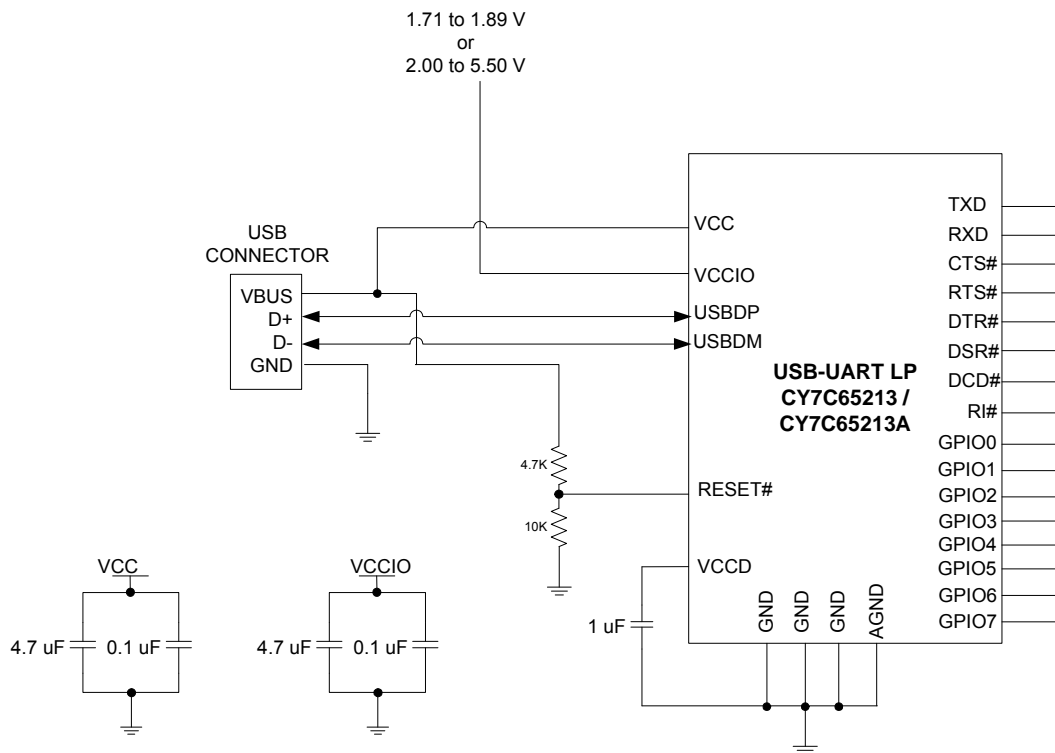 1.71 to 1.89 V
or
2.00 to 5.50 V
USB
CONNECTOR
VBUS
D+
D-
GND
VCC
VCCIO
USBDP
USBDM
RESET#
VCCD
USB-UART LP
CY7C65213 /
CY7C65213A
TXD
RXD
CTS#
RTS#
DTR#
DSR#
DCD#
RI#
GPIO0
GPIO1
GPIO2
GPIO3
GPIO4
GPIO5
GPIO6
GPIO7
GND
GND
GND
AGND
4.7K
10K
1 uF
VCC
4.7 uF
0.1 uF
VCCIO
4.7 uF
0.1 uF